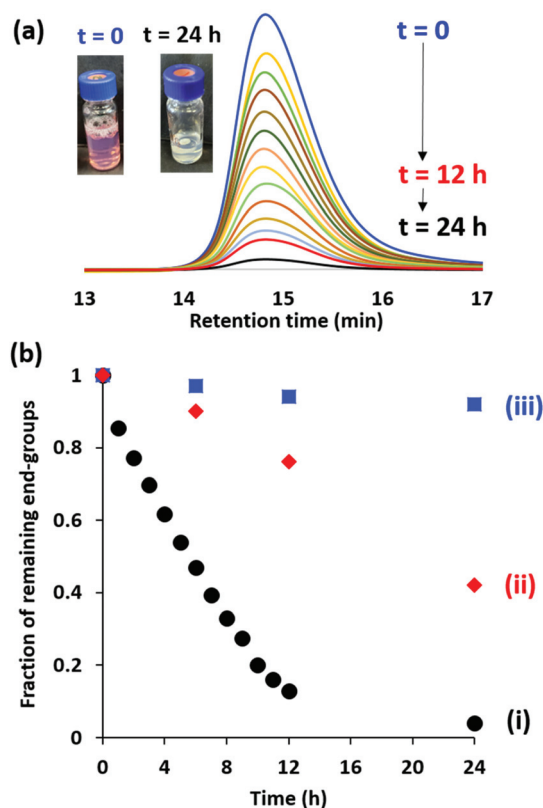 (a) t = 0 t = 24 h
t = 0
t = 12 h
t = 24 h
13 14 15 16 17
Retention time (min)
(b)
1
0.8
0.6
0.4
0.2
0
Fraction of remaining end-groups
(iii)
(ii)
(i)
0 4 8 12 16 20 24
Time (h)